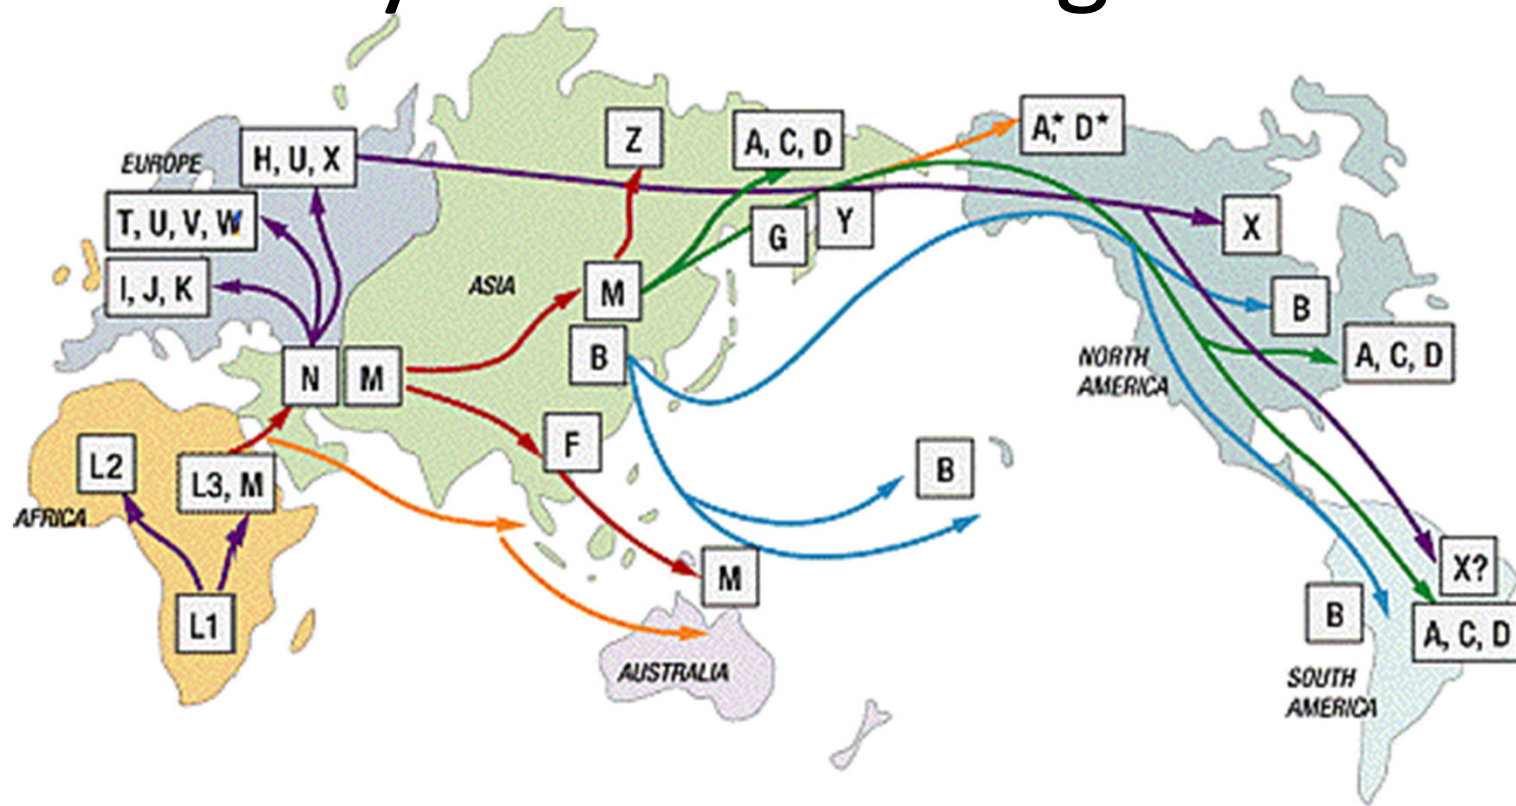 EUROPE
H, U, X
T, U, V, W
I, J, K
N
M
ASIA
Z
A, C, D
G
Y
M
B
F
M
A,* D*
X
B
A, C, D
NORTH
AMERICA
B
L2
L3, M
AFRICA
L1
AUSTRALIA
X?
B
A, C, D
SOUTH
AMERICA